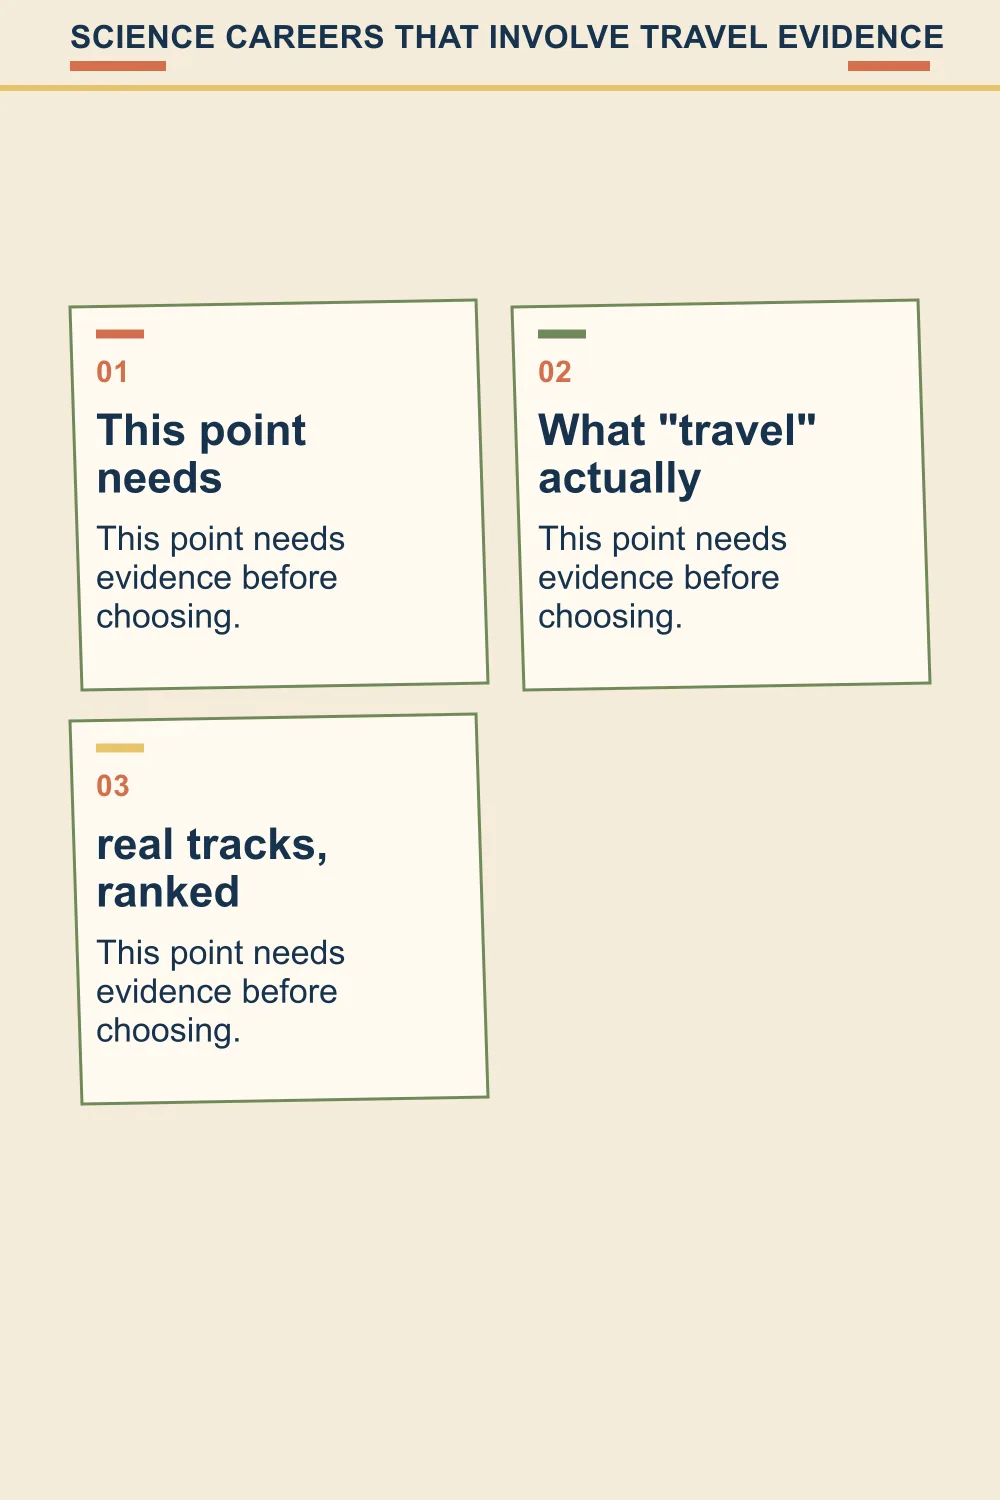 SCIENCE CAREERS THAT INVOLVE TRAVEL EVIDENCE
01
This point
needs
This point needs
evidence before
choosing.
02
What "travel"
actually
This point needs
evidence before
choosing.
03
real tracks,
ranked
This point needs
evidence before
choosing.